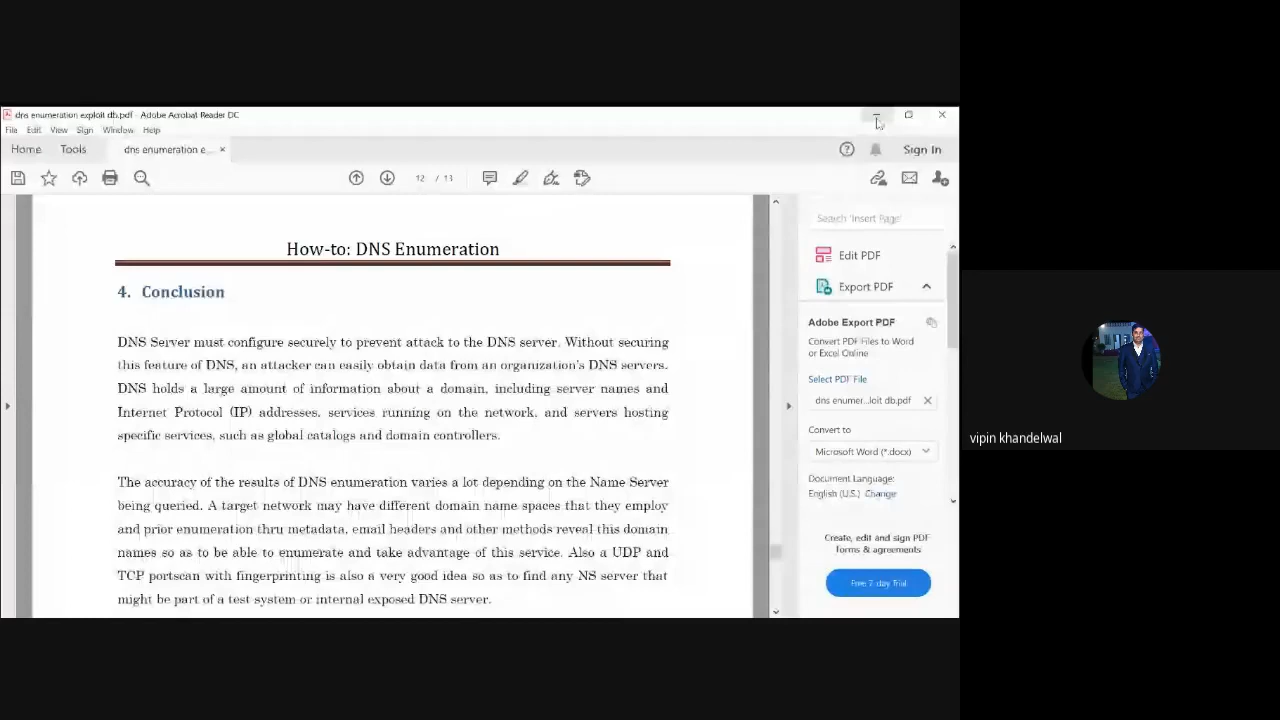 dns enumeration exploit db.pdf - Adobe Acrobat Reader DC
File Edit View Sign Window Help
Home Tools dns enumeration e... × Sign In
12 / 13
How-to: DNS Enumeration
4. Conclusion
DNS Server must configure securely to prevent attack to the DNS server. Without securing
this feature of DNS, an attacker can easily obtain data from an organization's DNS servers.
DNS holds a large amount of information about a domain, including server names and
Internet Protocol (IP) addresses, services running on the network, and servers hosting
specific services, such as global catalogs and domain controllers.
The accuracy of the results of DNS enumeration varies a lot depending on the Name Server
being queried. A target network may have different domain name spaces that they employ
and prior enumeration thru metadata, email headers and other methods reveal this domain
names so as to be able to enumerate and take advantage of this service. Also a UDP and
TCP portscan with fingerprinting is also a very good idea so as to find any NS server that
might be part of a test system or internal exposed DNS server.
Search 'Insert Page'
Edit PDF
Export PDF
Adobe Export PDF
Convert PDF Files to Word
or Excel Online
Select PDF File
dns enumer...loit db.pdf
Convert to
Microsoft Word (*.docx)
Document Language:
English (U.S.) Change
Create, edit and sign PDF
forms & agreements
Free 7-day Trial
vipin khandelwal